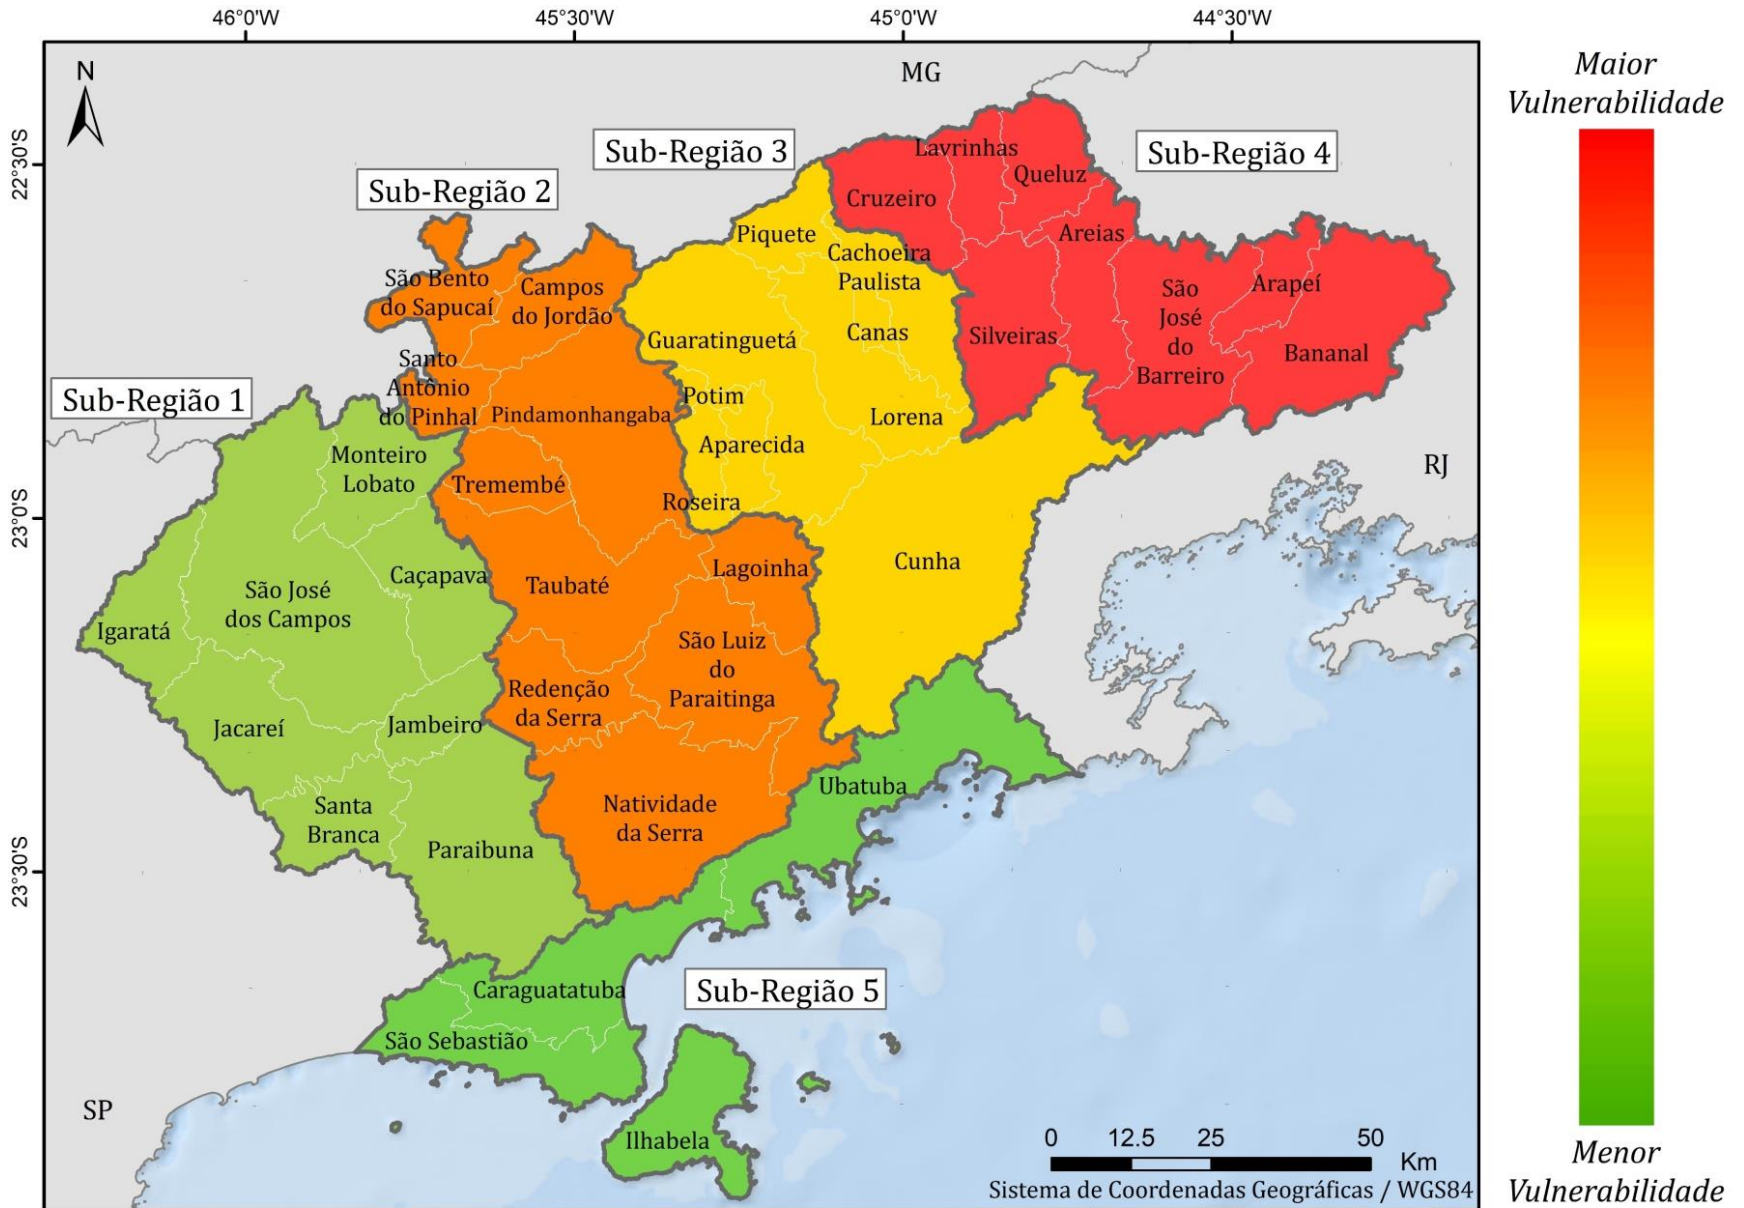 46°0'W
45°30'W
45°0'W
44°30'W
N
MG
Maior
Vulnerabilidade
22°30'S
23°0'S
23°30'S
Sub-Região 3
Sub-Região 4
Sub-Região 2
Sub-Região 1
Lavrinhas
Queluz
Cruzeiro
Areias
Piquete
Cachoeira
Paulista
São Bento
do Sapucaí
Campos
do Jordão
São
José
do
Barreiro
Arapeí
Guaratinguetá
Canas
Silveiras
Bananal
Santo
Antônio
do Pinhal
Pindamonhangaba
Potim
Lorena
Aparecida
Monteiro
Lobato
Tremembé
Roseira
RJ
Cunha
Lagoinha
Caçapava
Taubaté
São José
dos Campos
Igaratá
São Luiz
do
Paraitinga
Redenção
da Serra
Jacareí
Jambeiro
Ubatuba
Natividade
da Serra
Santa
Branca
Paraibuna
Sub-Região 5
Caraguatatuba
São Sebastião
SP
Ilhabela
0 12.5 25 50
Km
Sistema de Coordenadas Geográficas / WGS84
Menor
Vulnerabilidade